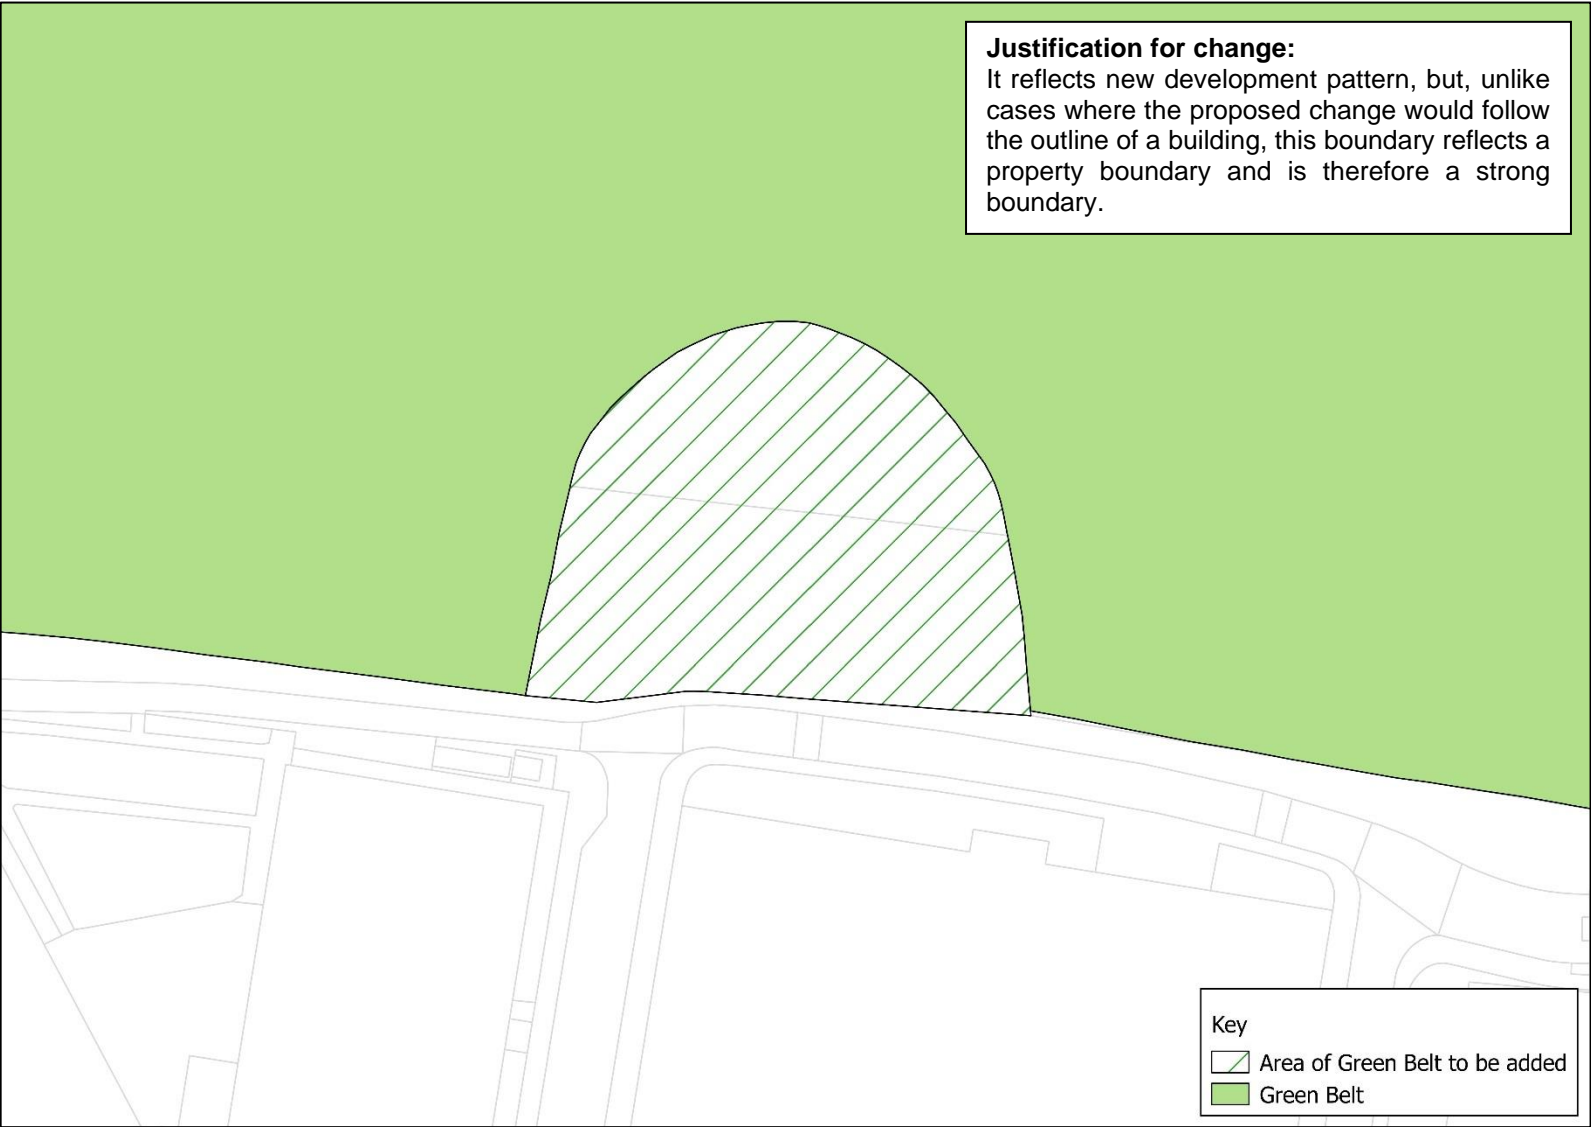 Justification for change:
It reflects new development pattern, but, unlike
cases where the proposed change would follow
the outline of a building, this boundary reflects a
property boundary and is therefore a strong
boundary.
Key
Area of Green Belt to be added
Green Belt